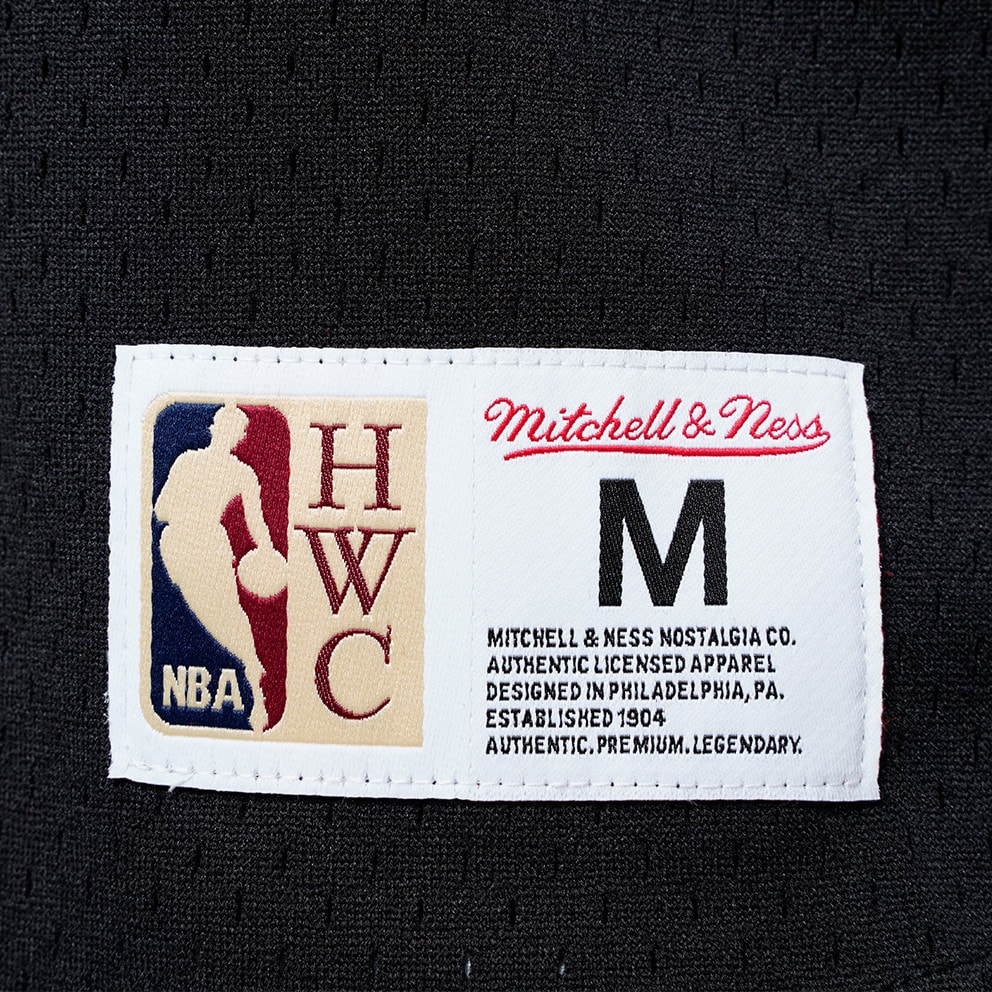 NBA
H
W
C
Mitchell & Ness
M
MITCHELL & NESS NOSTALGIA CO.
AUTHENTIC LICENSED APPAREL
DESIGNED IN PHILADELPHIA, PA.
ESTABLISHED 1904
AUTHENTIC. PREMIUM. LEGENDARY.